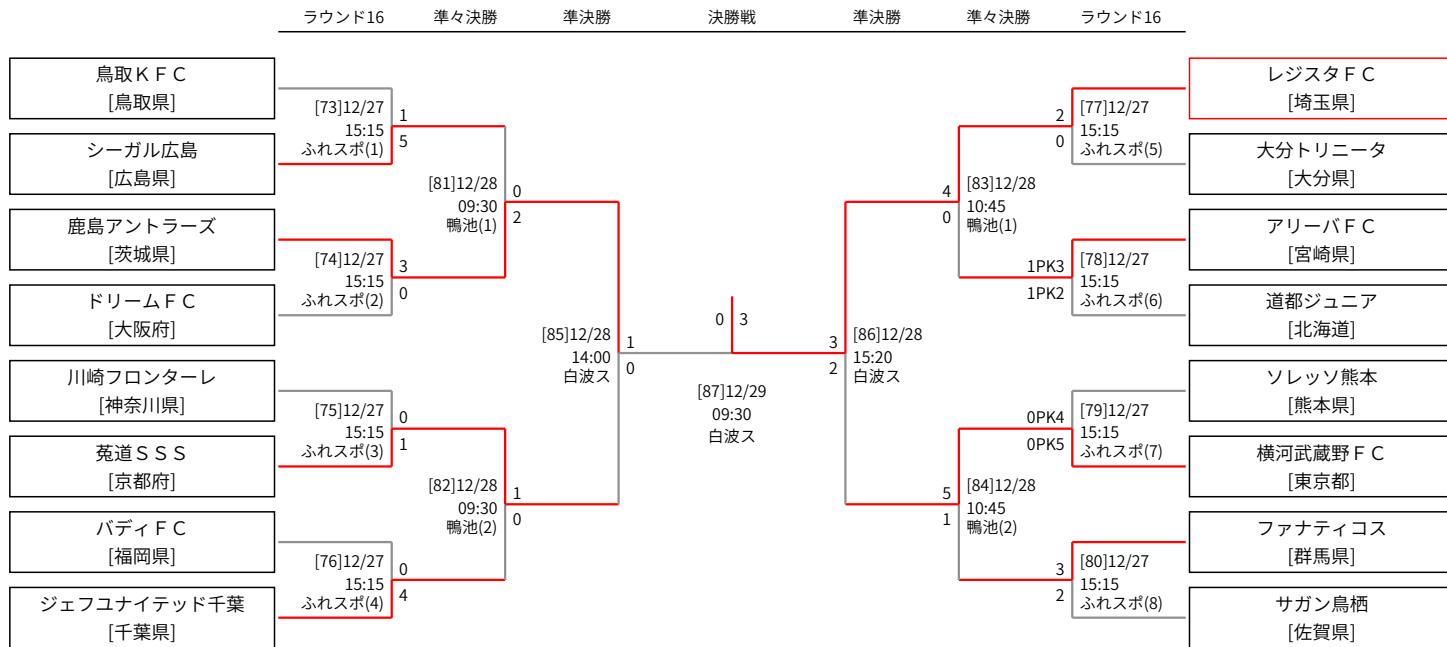 ラウンド16 準々決勝 準決勝 決勝戦 準決勝 準々決勝 ラウンド16
鳥取ＫＦＣ
[鳥取県]
シーガル広島
[広島県]
鹿島アントラーズ
[茨城県]
ドリームＦＣ
[大阪府]
川崎フロンターレ
[神奈川県]
菟道ＳＳＳ
[京都府]
バディＦＣ
[福岡県]
ジェフユナイテッド千葉
[千葉県]
[73]12/27
15:15
ふれスポ(1)
1
5
[74]12/27
15:15
ふれスポ(2)
3
0
[75]12/27
15:15
ふれスポ(3)
0
1
[76]12/27
15:15
ふれスポ(4)
0
4
[81]12/28
09:30
鴨池(1)
0
2
[82]12/28
09:30
鴨池(2)
1
0
[85]12/28
14:00
白波ス
1
0
0 3
[87]12/29
09:30
白波ス
3
2
[86]12/28
15:20
白波ス
4
0
[83]12/28
10:45
鴨池(1)
5
1
[84]12/28
10:45
鴨池(2)
2
0
[77]12/27
15:15
ふれスポ(5)
1PK3
1PK2
[78]12/27
15:15
ふれスポ(6)
0PK4
0PK5
[79]12/27
15:15
ふれスポ(7)
3
2
[80]12/27
15:15
ふれスポ(8)
レジスタＦＣ
[埼玉県]
大分トリニータ
[大分県]
アリーバＦＣ
[宮崎県]
道都ジュニア
[北海道]
ソレッソ熊本
[熊本県]
横河武蔵野ＦＣ
[東京都]
ファナティコス
[群馬県]
サガン鳥栖
[佐賀県]